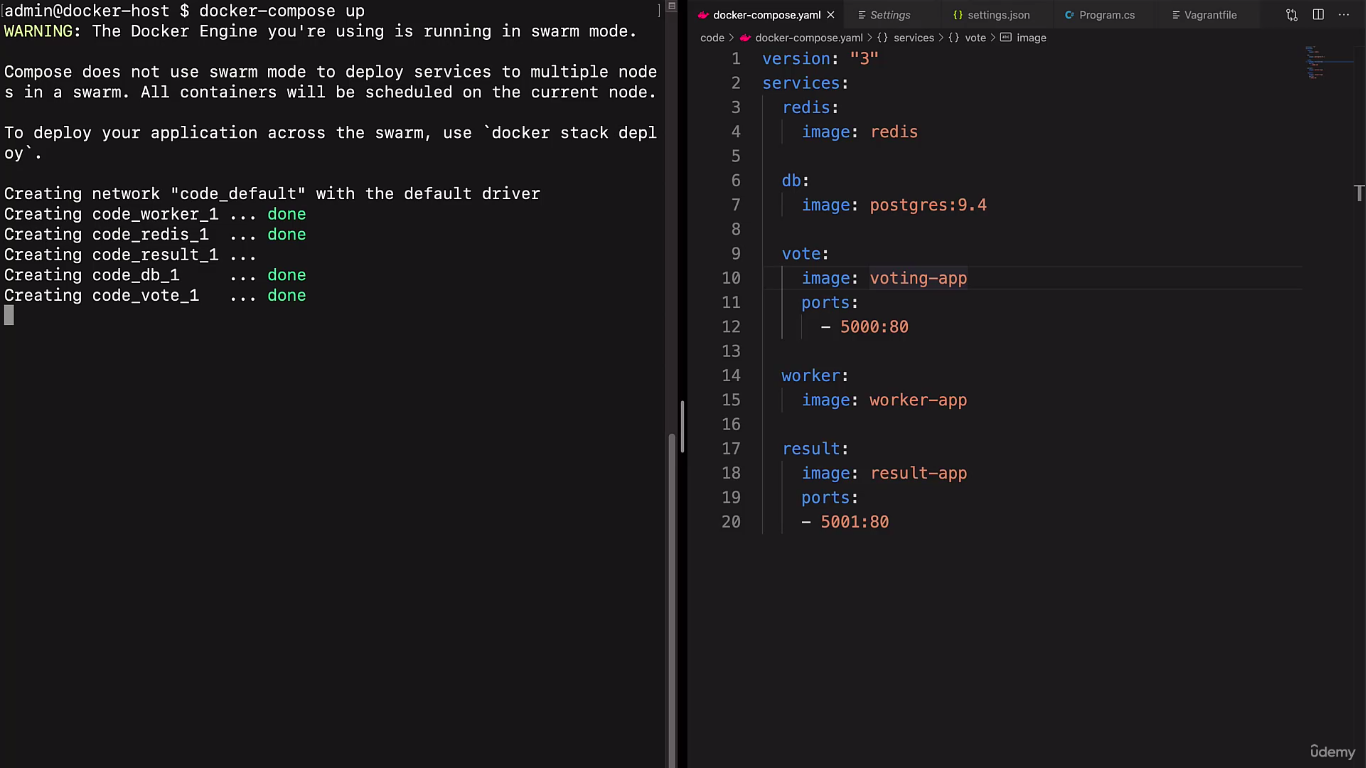 [admin@docker-host $ docker-compose up ]
WARNING: The Docker Engine you're using is running in swarm mode.
Compose does not use swarm mode to deploy services to multiple node
s in a swarm. All containers will be scheduled on the current node.
To deploy your application across the swarm, use `docker stack depl
oy`.
Creating network "code_default" with the default driver
Creating code_worker_1 ... done
Creating code_redis_1  ... done
Creating code_result_1 ...
Creating code_db_1     ... done
Creating code_vote_1   ... done
docker-compose.yaml Settings settings.json Program.cs Vagrantfile
code > docker-compose.yaml > {} services > {} vote > image
1 version: "3"
2 services:
3   redis:
4     image: redis
5
6   db:
7     image: postgres:9.4
8
9   vote:
10     image: voting-app
11     ports:
12       - 5000:80
13
14   worker:
15     image: worker-app
16
17   result:
18     image: result-app
19     ports:
20     - 5001:80
ûdemy